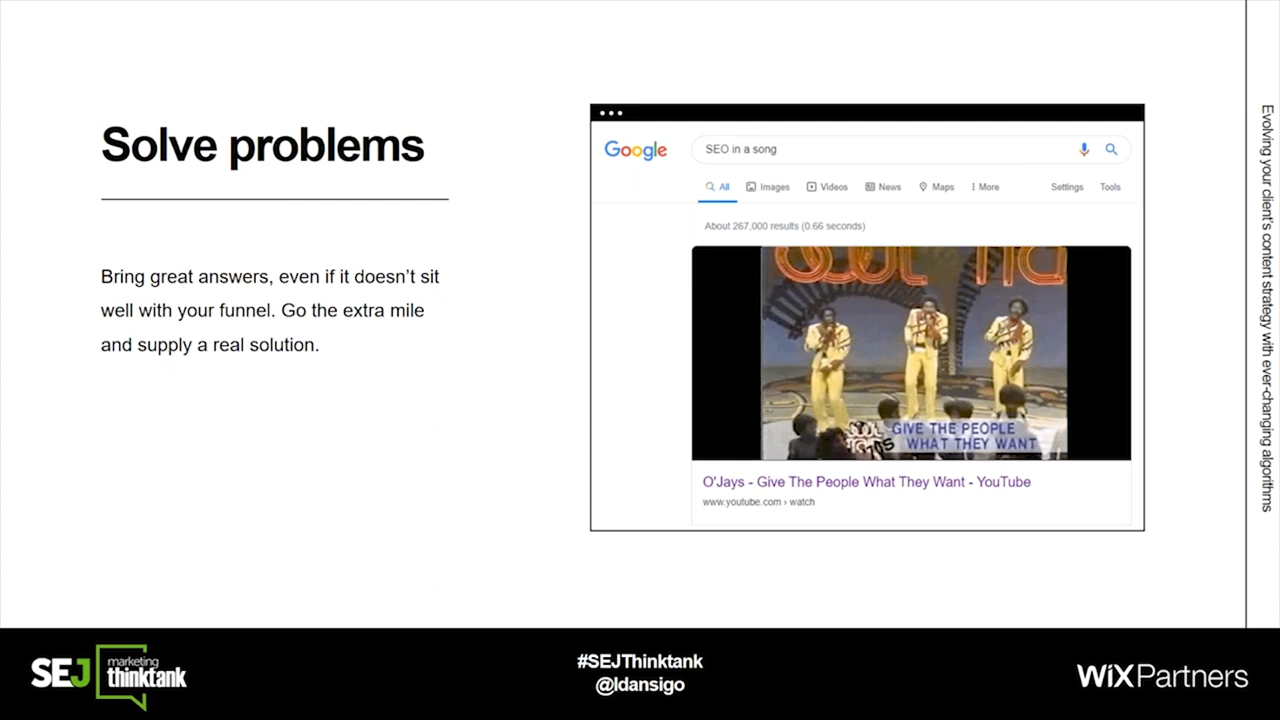 Solve problems
Bring great answers, even if it doesn’t sit
well with your funnel. Go the extra mile
and supply a real solution.
Google
SEO in a song
All Images Videos News Maps More Settings Tools
About 267,000 results (0.66 seconds)
GIVE THE PEOPLE
WHAT THEY WANT
O'Jays - Give The People What They Want - YouTube
www.youtube.com › watch
Evolving your client's content strategy with ever-changing algorithms
SEJ marketing
thinktank
#SEJThinktank
@Idansigo
WiXPartners